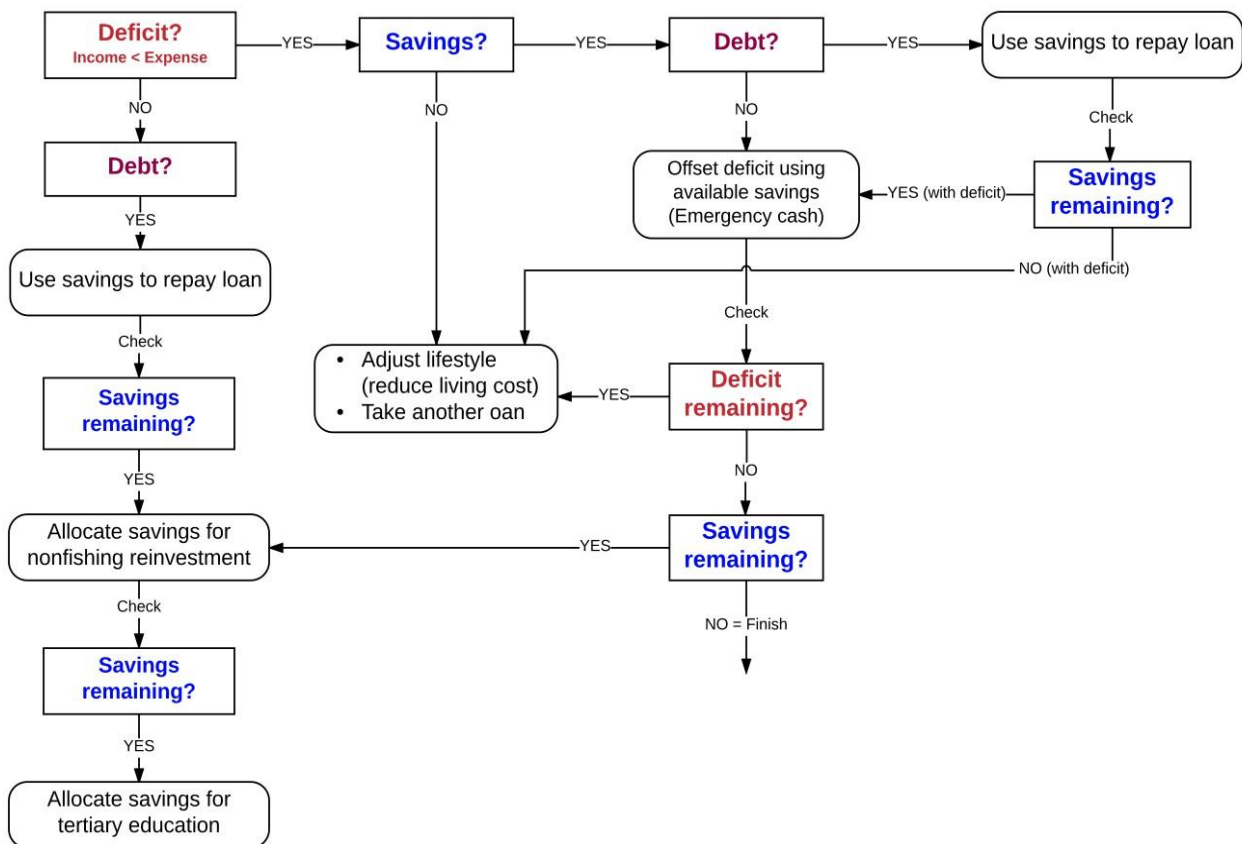 Deficit?
Income < Expense
YES
Savings?
YES
Debt?
YES
Use savings to repay loan
NO
NO
NO
Check
Debt?
Offset deficit using
available savings
(Emergency cash)
YES (with deficit)
Savings
remaining?
YES
Use savings to repay loan
NO (with deficit)
Check
Check
• Adjust lifestyle
(reduce living cost)
• Take another oan
YES
Deficit
remaining?
Savings
remaining?
YES
NO
Allocate savings for
nonfishing reinvestment
YES
Savings
remaining?
Check
NO = Finish
Savings
remaining?
YES
Allocate savings for
tertiary education